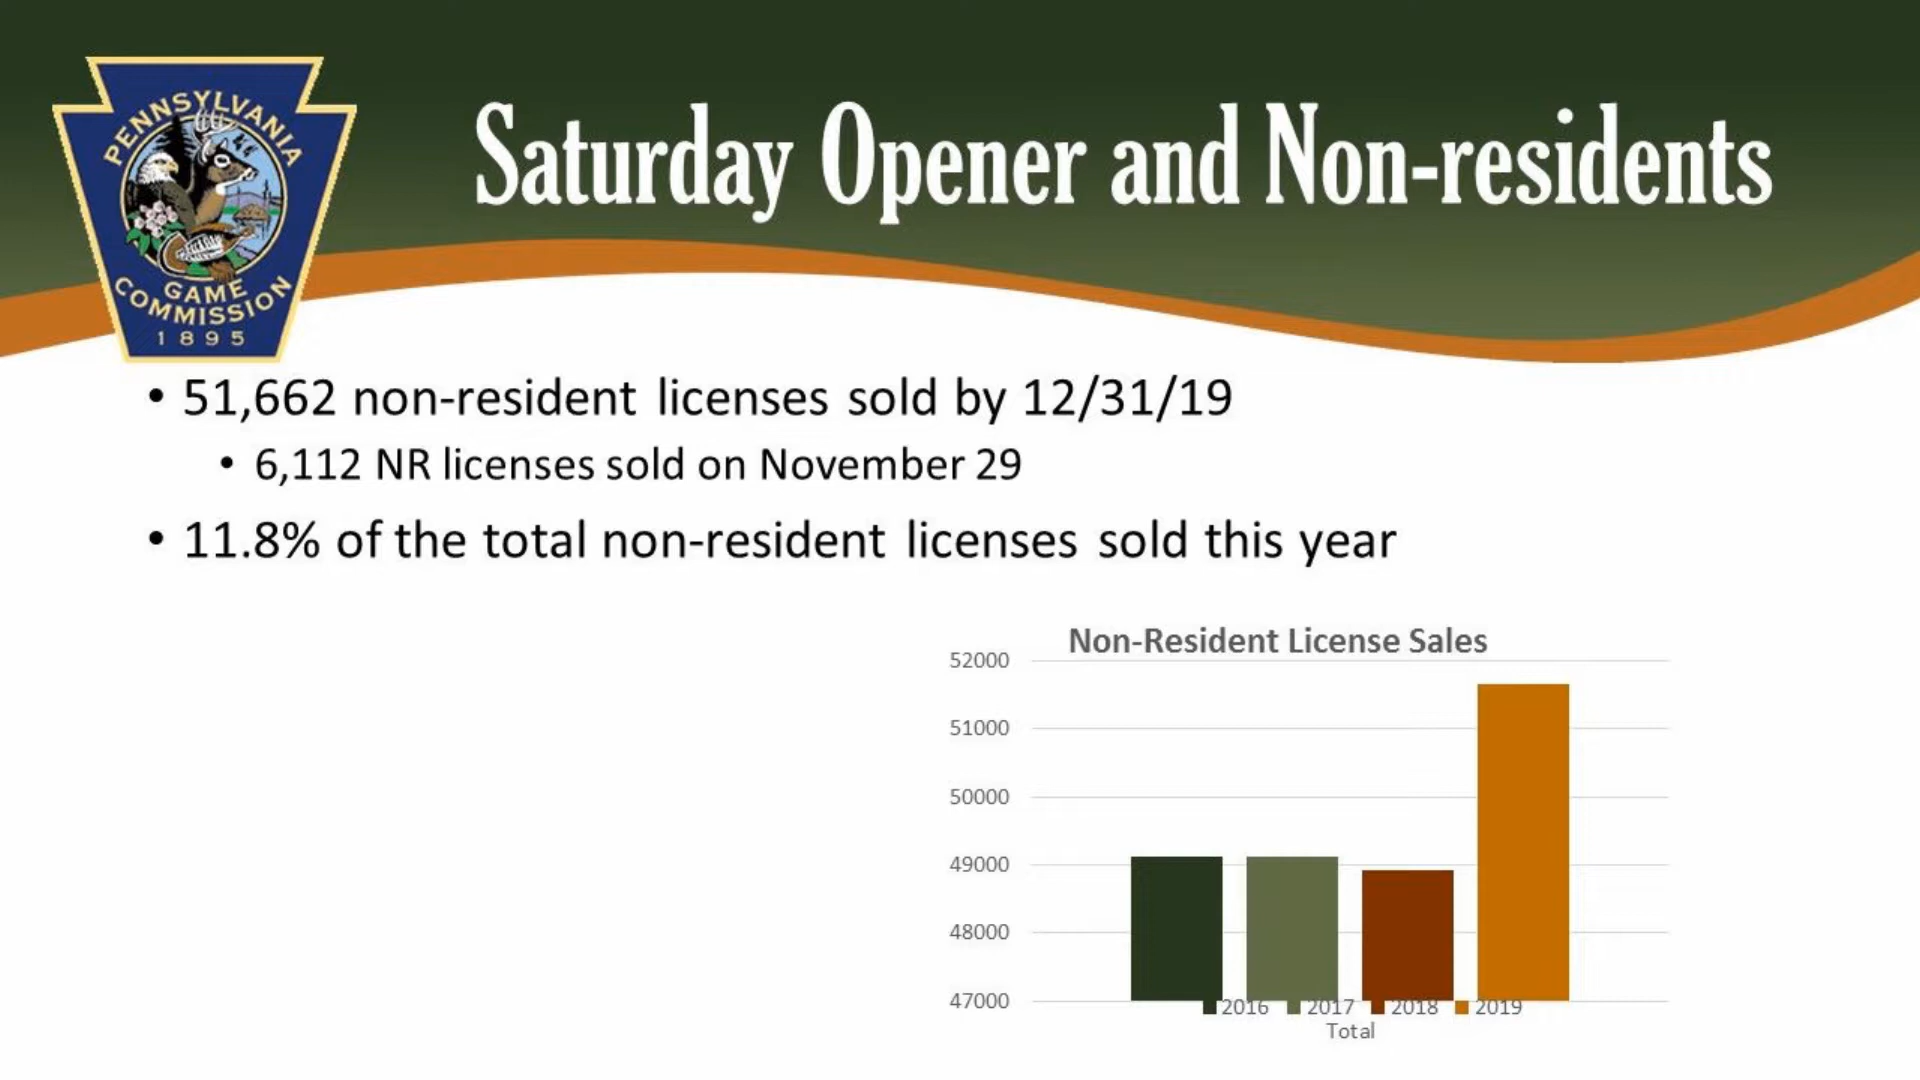 PENNSYLVANIA
GAME
COMMISSION
1895
Saturday Opener and Non-residents
• 51,662 non-resident licenses sold by 12/31/19
• 6,112 NR licenses sold on November 29
• 11.8% of the total non-resident licenses sold this year
Non-Resident License Sales
52000
51000
50000
49000
48000
47000
2016 2017 2018 2019
Total